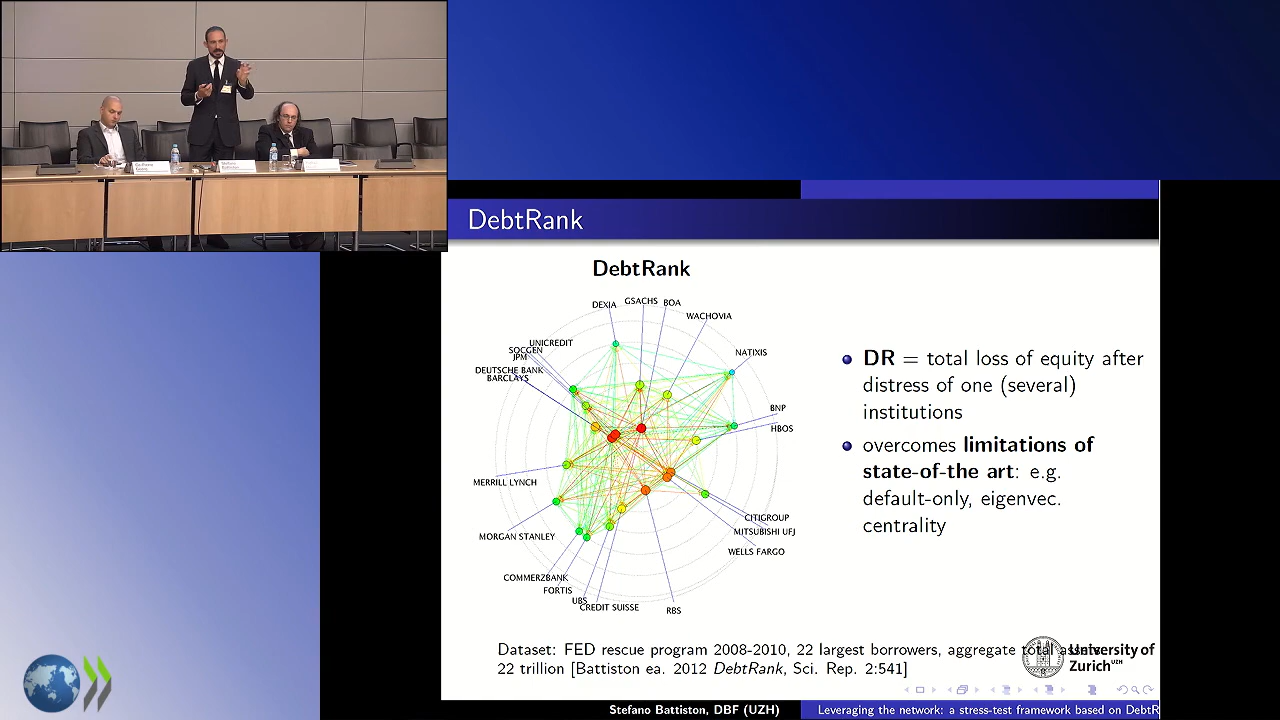 DebtRank
DebtRank
DEXIA
GSACHS
BOA
WACHOVIA
NATIXIS
UNICREDIT
SOCGEN
JPM
DEUTSCHE BANK
BARCLAYS
BNP
HBOS
MERRILL LYNCH
MORGAN STANLEY
CITIGROUP
MITSUBISHI UFJ
WELLS FARGO
COMMERZBANK
FORTIS
UBS
CREDIT SUISSE
RBS
DR = total loss of equity after
distress of one (several)
institutions
overcomes limitations of
state-of-the art: e.g.
default-only, eigenvec.
centrality
Dataset: FED rescue program 2008-2010, 22 largest borrowers, aggregate total assets
22 trillion [Battiston ea. 2012 DebtRank, Sci. Rep. 2:541]
University of
Zurich UZH
Stefano Battiston, DBF (UZH)
Leveraging the network: a stress-test framework based on DebtR